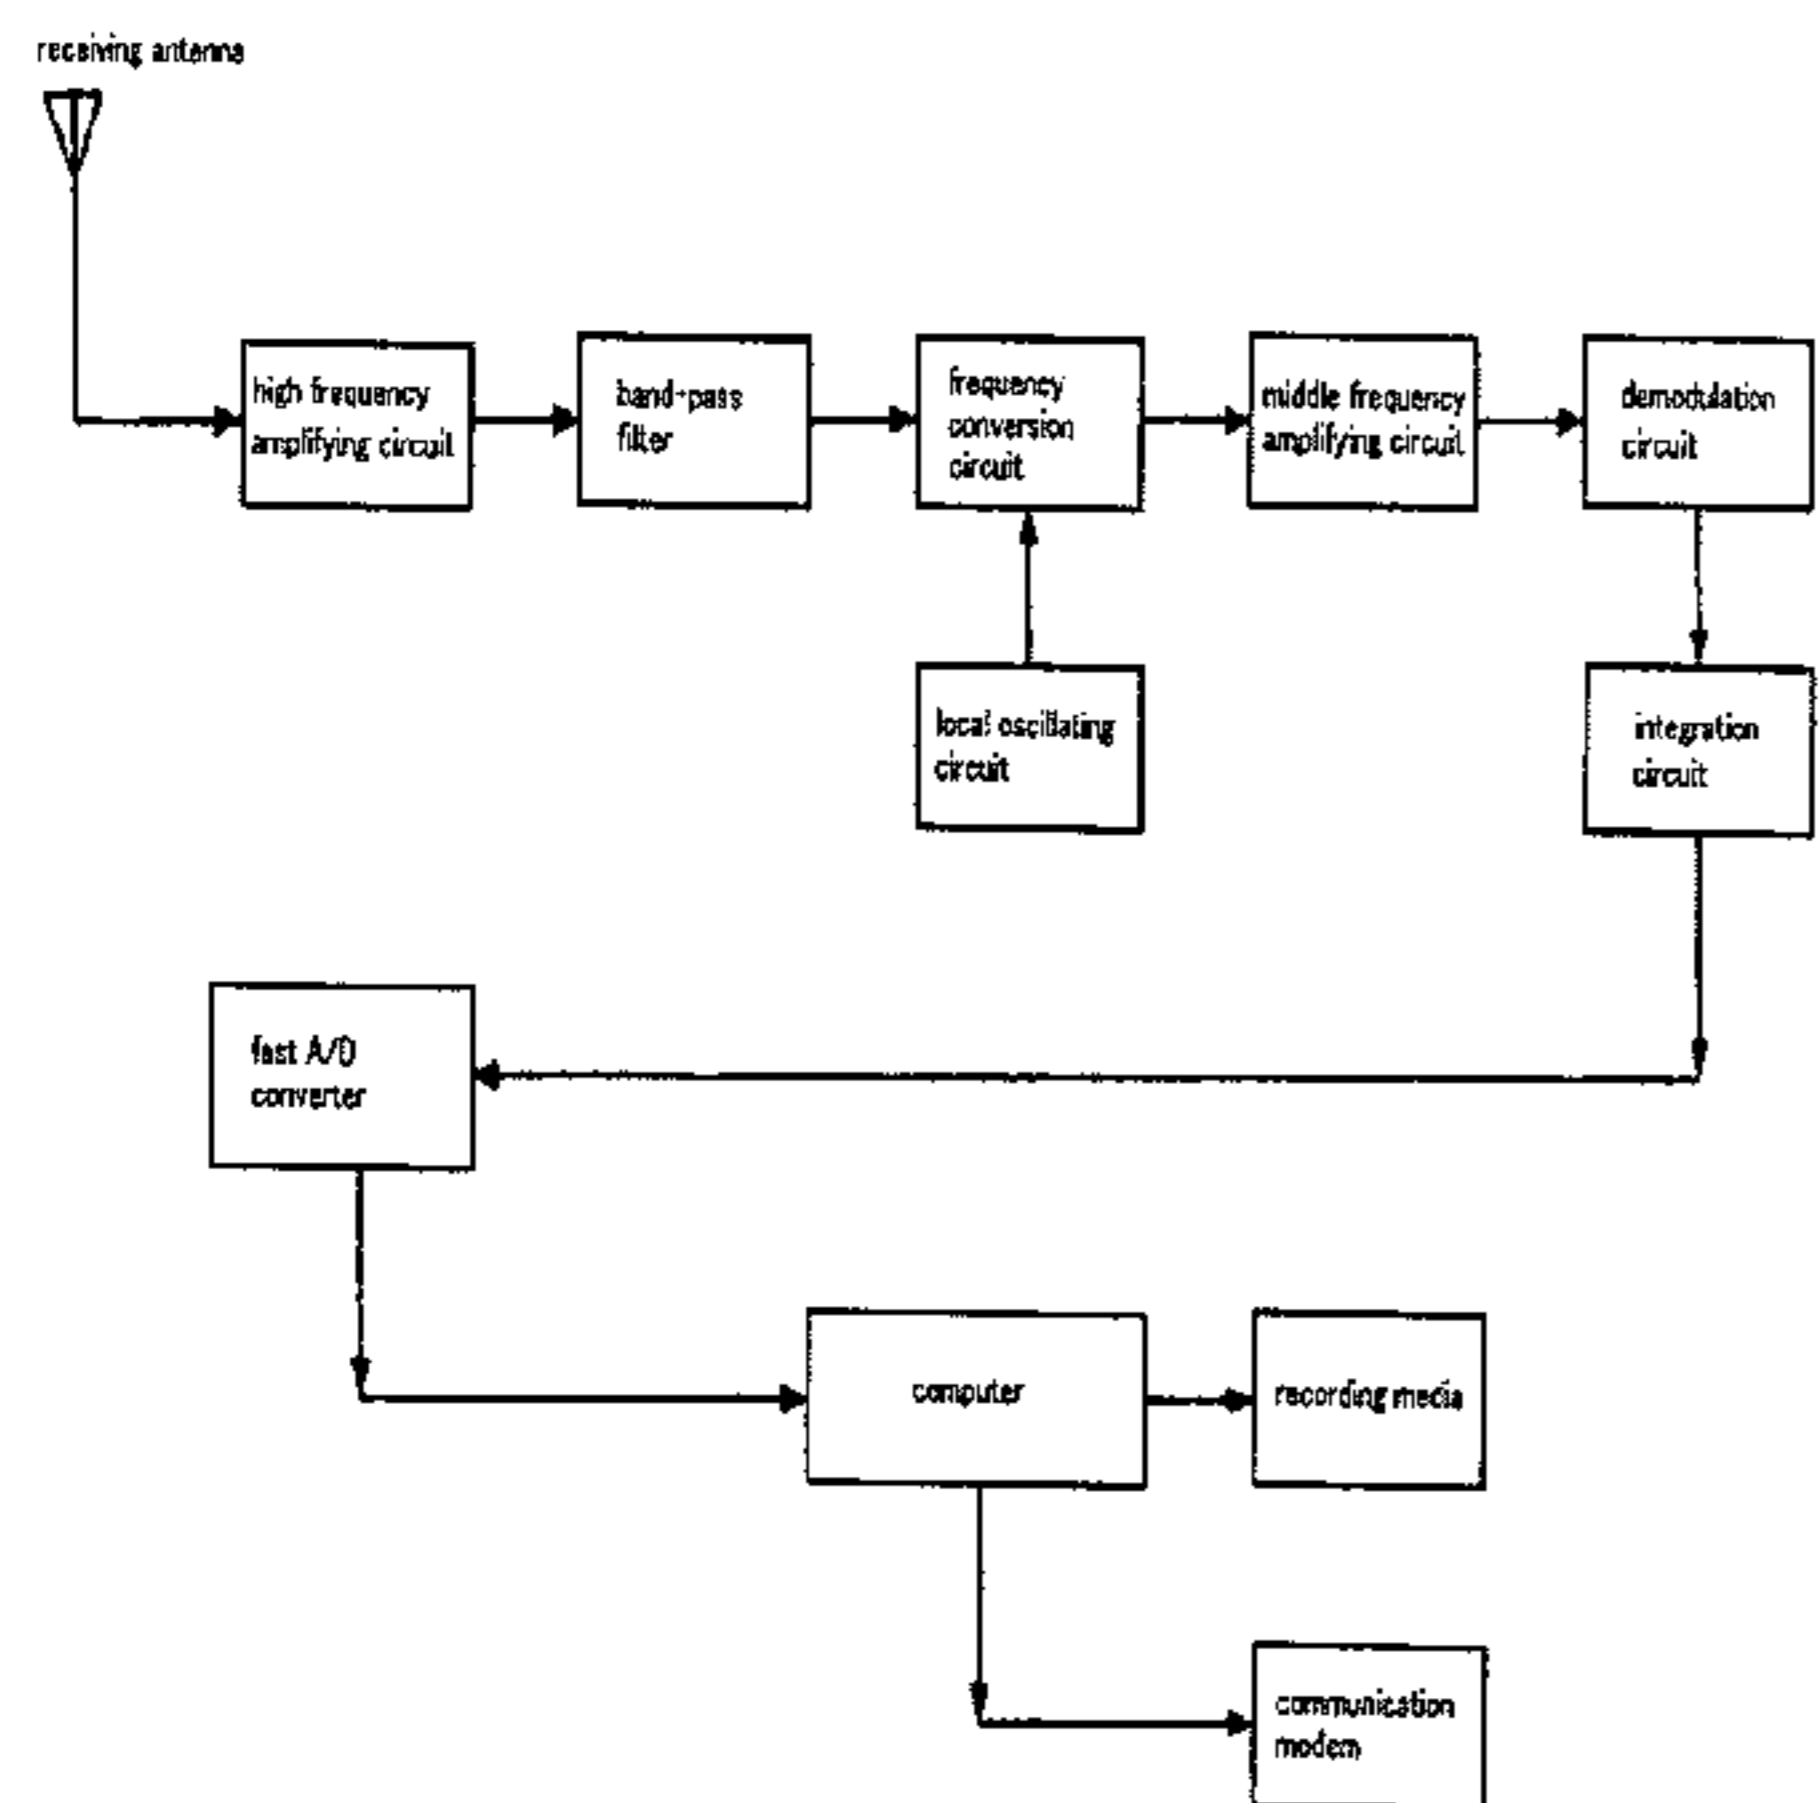 receiving antenna
high frequency
amplifying circuit
band-pass
filter
frequency
conversion
circuit
middle frequency
amplifying circuit
demodulation
circuit
local oscillating
circuit
integration
circuit
fast A/D
converter
computer
recording media
communication
modem